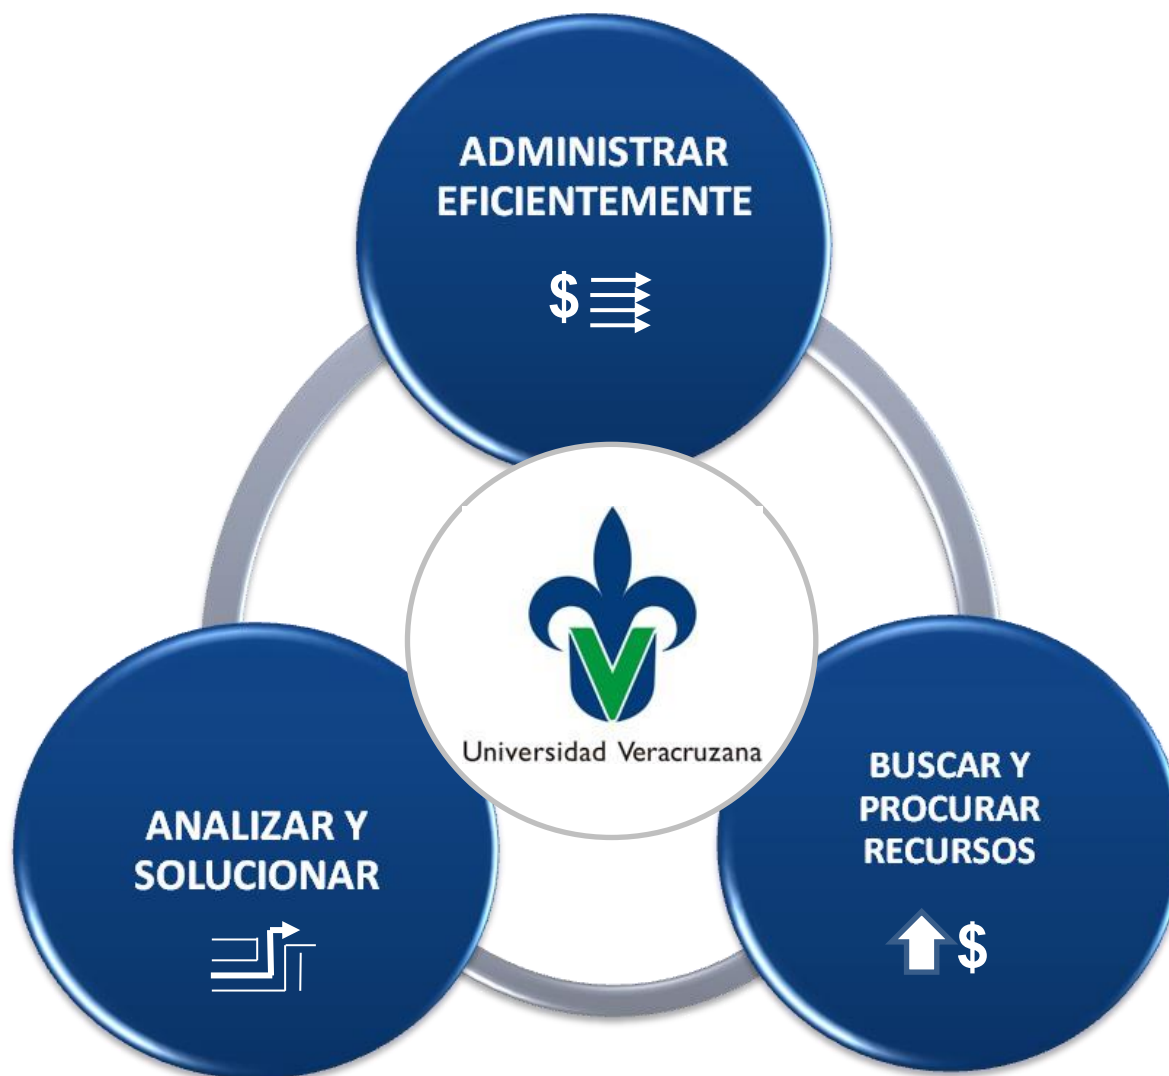 ADMINISTRAR
EFICIENTEMENTE
$
Universidad Veracruzana
ANALIZAR Y
SOLUCIONAR
BUSCAR Y
PROCURAR
RECURSOS
$